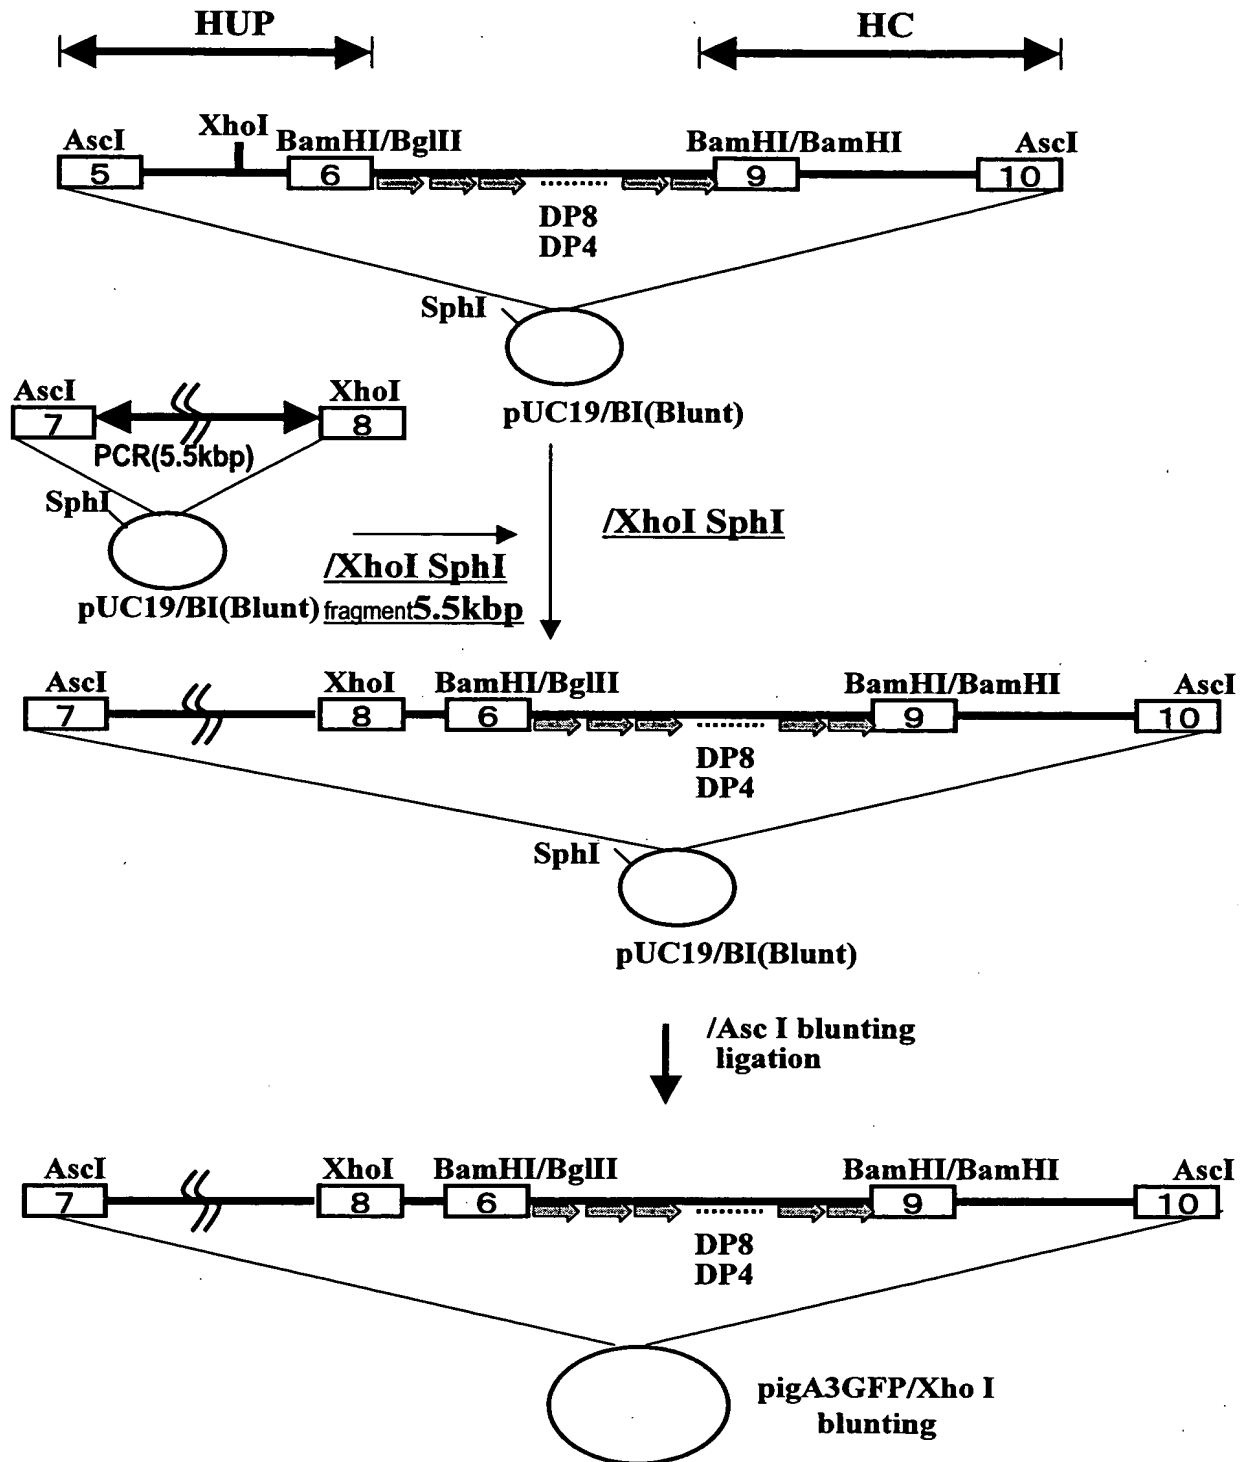 HUP HC
XhoI
AscI BamHI/BglII BamHI/BamHI AscI
5 6 9 10
DP8
DP4
SphI
AscI XhoI
7 8
pUC19/BI(Blunt)
PCR(5.5kbp)
SphI
/XhoI SphI
/XhoI SphI
pUC19/BI(Blunt) fragment5.5kbp
AscI XhoI BamHI/BglII BamHI/BamHI AscI
7 8 6 9 10
DP8
DP4
SphI
pUC19/BI(Blunt)
/Asc I blunting
ligation
AscI XhoI BamHI/BglII BamHI/BamHI AscI
7 8 6 9 10
DP8
DP4
pigA3GFP/Xho I
blunting